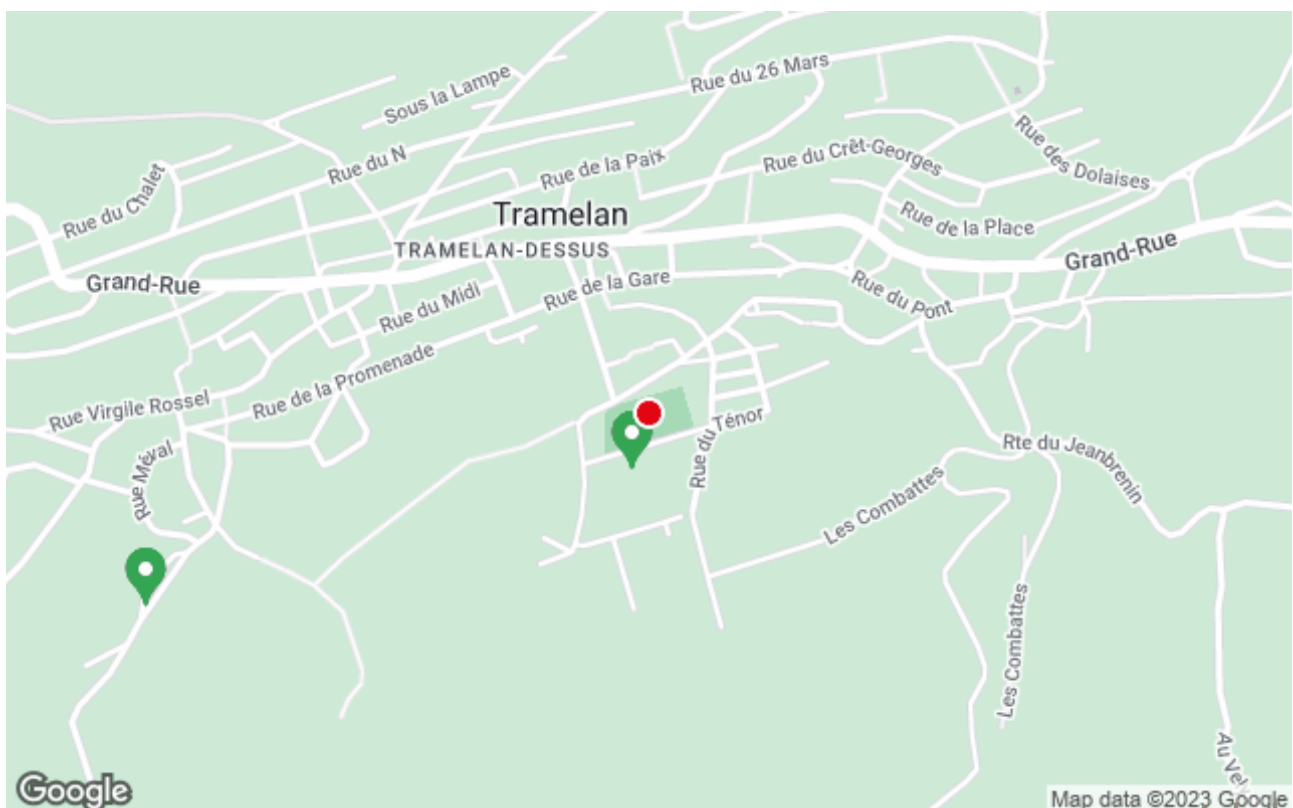 Sous la Lampe
Rue du 26 Mars
Rue du N
Rue de la Paix
Rue du Crêt-Georges
Rue des Dolaises
Rue du Chalet
Tramelan
Rue de la Place
TRAMELAN-DESSUS
Grand-Rue
Grand-Rue
Rue de la Gare
Rue du Midi
Rue du Pont
Rue de la Promenade
Rue Virgile Rossel
Rue du Ténor
Rte du Jeanbrenin
Rue Méval
Les Combattes
Les Combattes
Au Vel
Google
Map data ©2023 Google